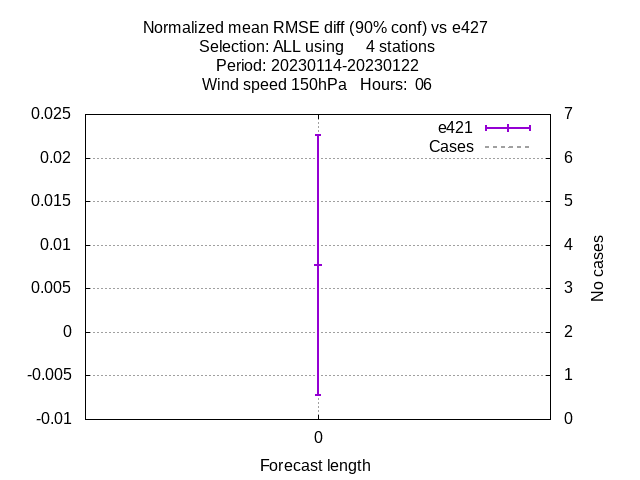 Normalized mean RMSE diff (90% conf) vs e427
Selection: ALL using     4 stations
Period: 20230114-20230122
Wind speed 150hPa   Hours:  06
0.025
0.02
0.015
0.01
0.005
0
-0.005
-0.01
7
6
5
4
3
2
1
0
e421
Cases
No cases
0
Forecast length